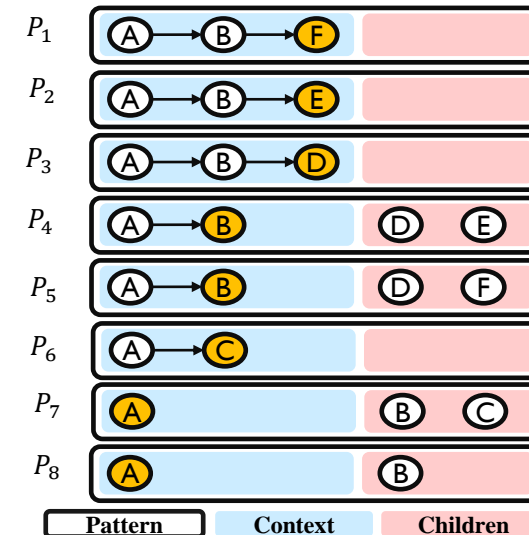 P1 A B F
P2 A B E
P3 A B D
P4 A B D E
P5 A B D F
P6 A C
P7 A B C
P8 A B
Pattern Context Children